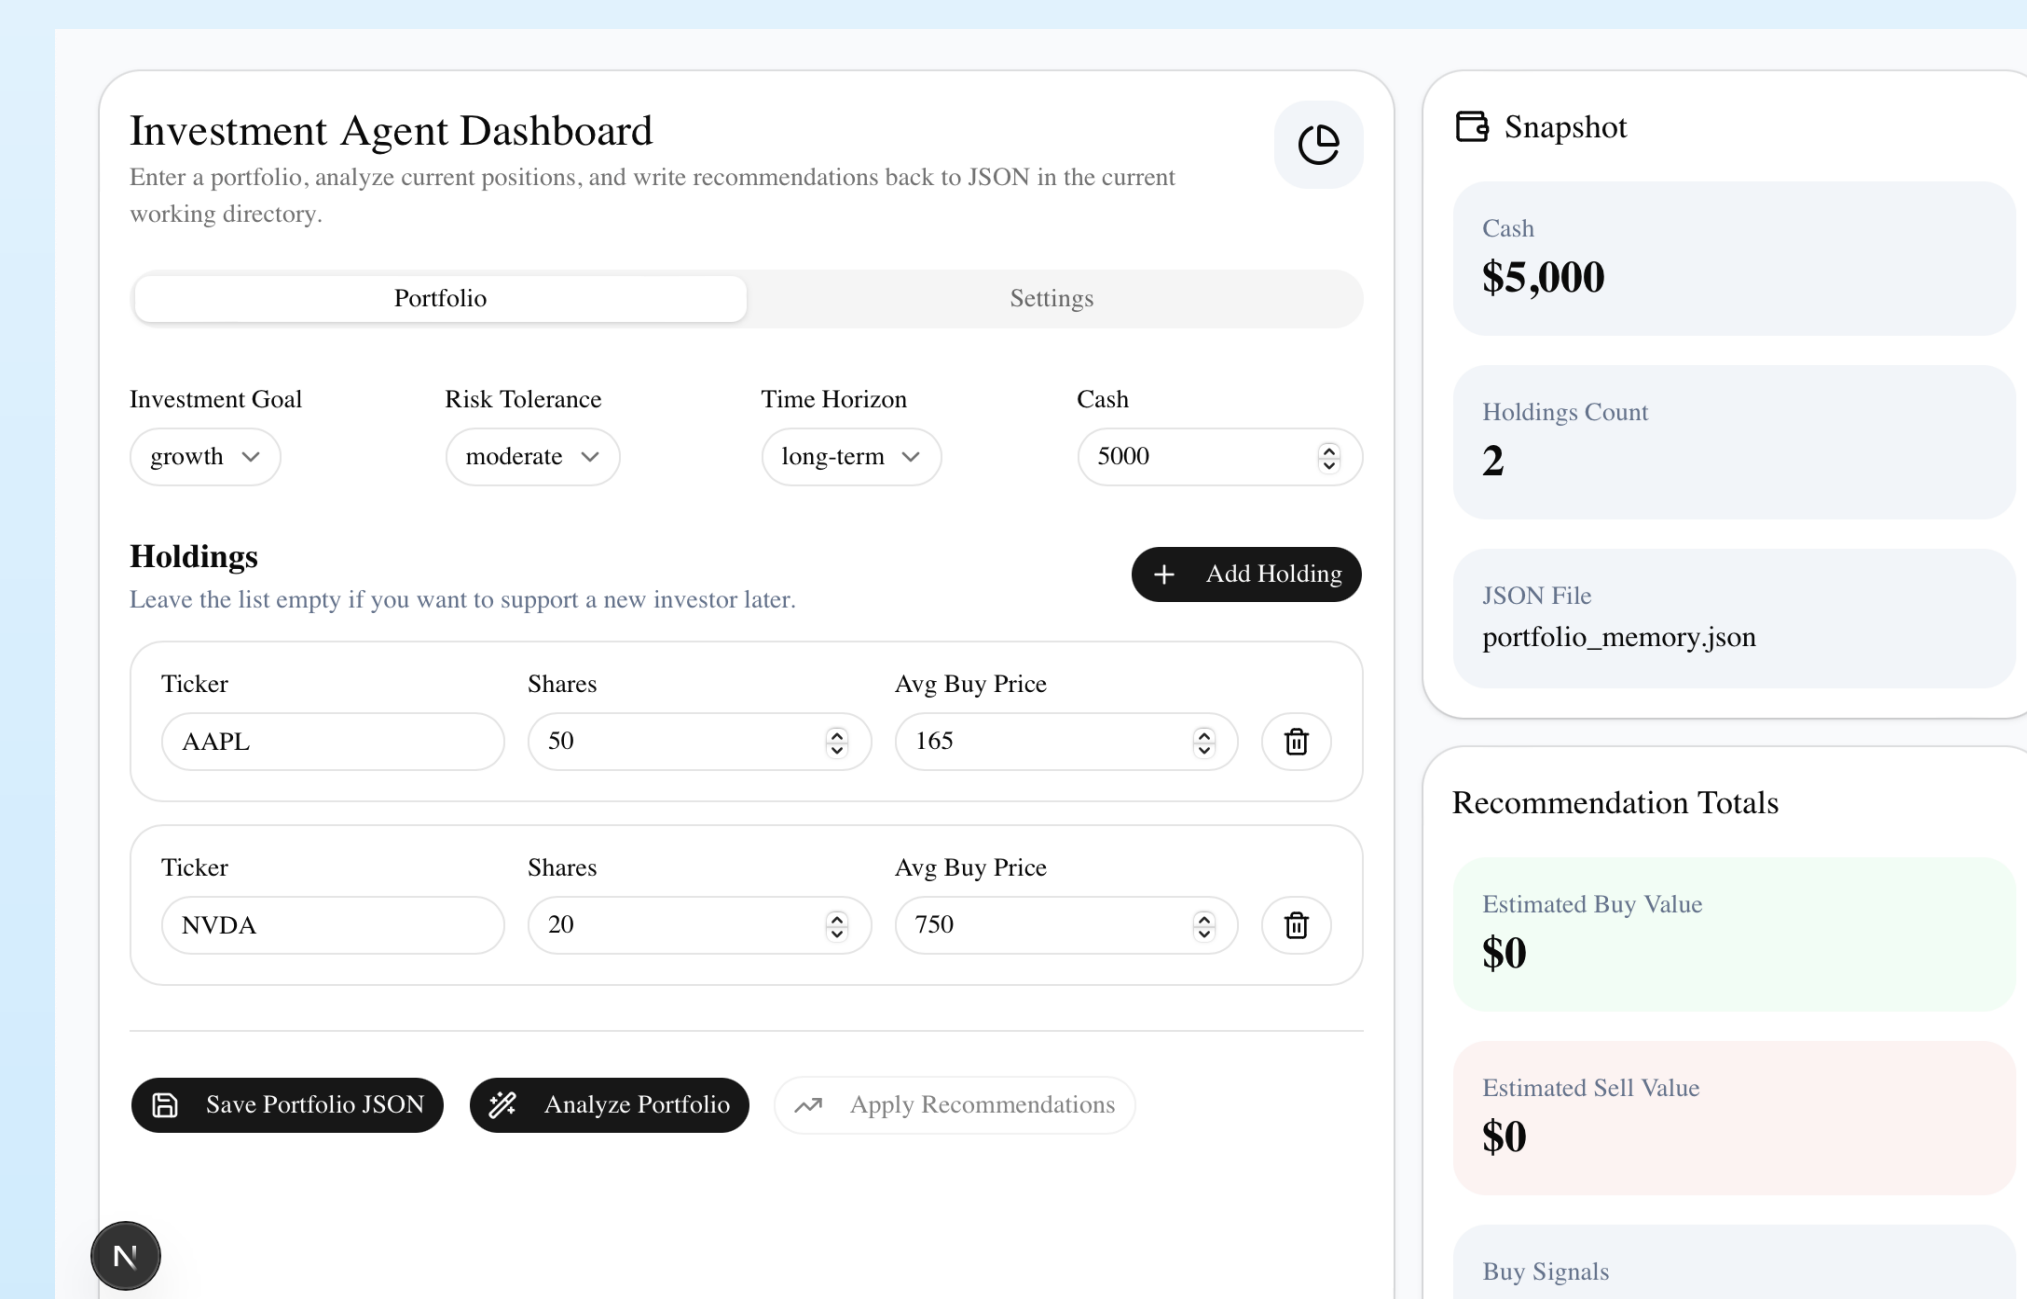 Investment Agent Dashboard
Enter a portfolio, analyze current positions, and write recommendations back to JSON in the current
working directory.
Portfolio
Settings
Investment Goal
Risk Tolerance
Time Horizon
Cash
growth
moderate
long-term
5000
Holdings
Leave the list empty if you want to support a new investor later.
Add Holding
Ticker
Shares
Avg Buy Price
AAPL
50
165
Ticker
Shares
Avg Buy Price
NVDA
20
750
Save Portfolio JSON
Analyze Portfolio
Apply Recommendations
N
Snapshot
Cash
$5,000
Holdings Count
2
JSON File
portfolio_memory.json
Recommendation Totals
Estimated Buy Value
$0
Estimated Sell Value
$0
Buy Signals